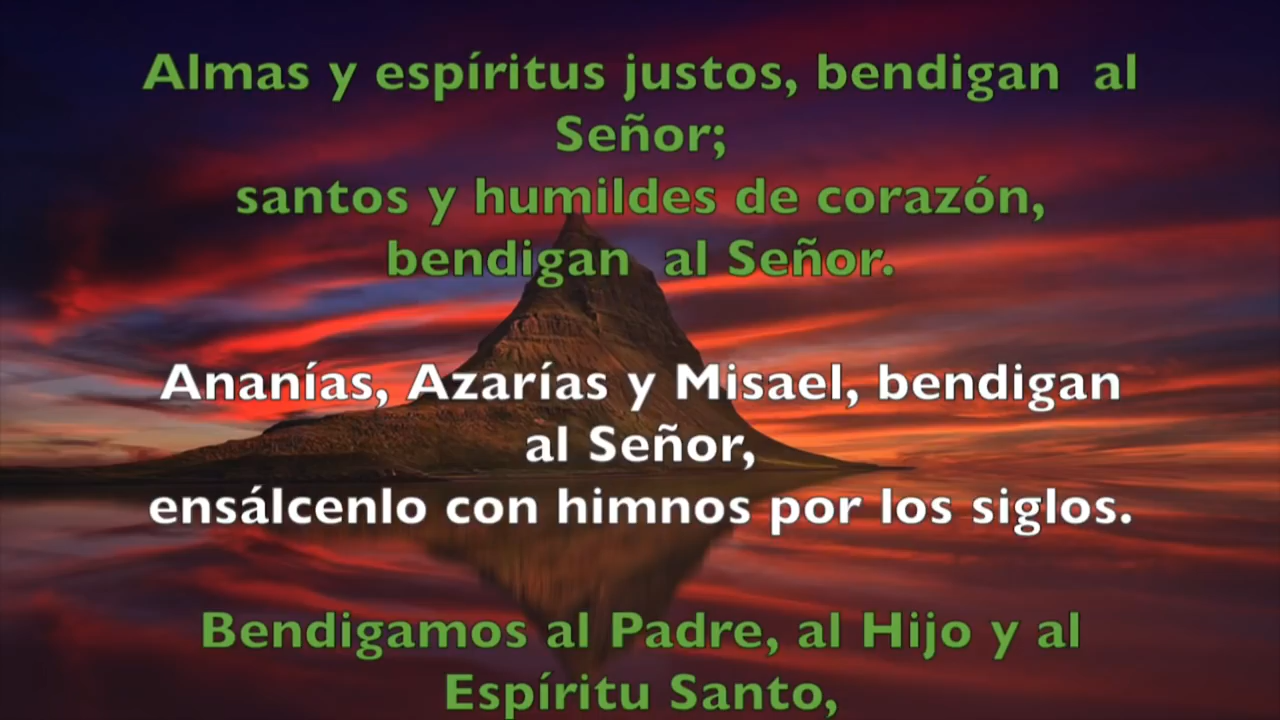 Almas y espíritus justos, bendigan  al
Señor;
santos y humildes de corazón,
bendigan  al Señor.
Ananías, Azarías y Misael, bendigan
al Señor,
ensálcenlo con himnos por los siglos.
Bendigamos al Padre, al Hijo y al
Espíritu Santo,